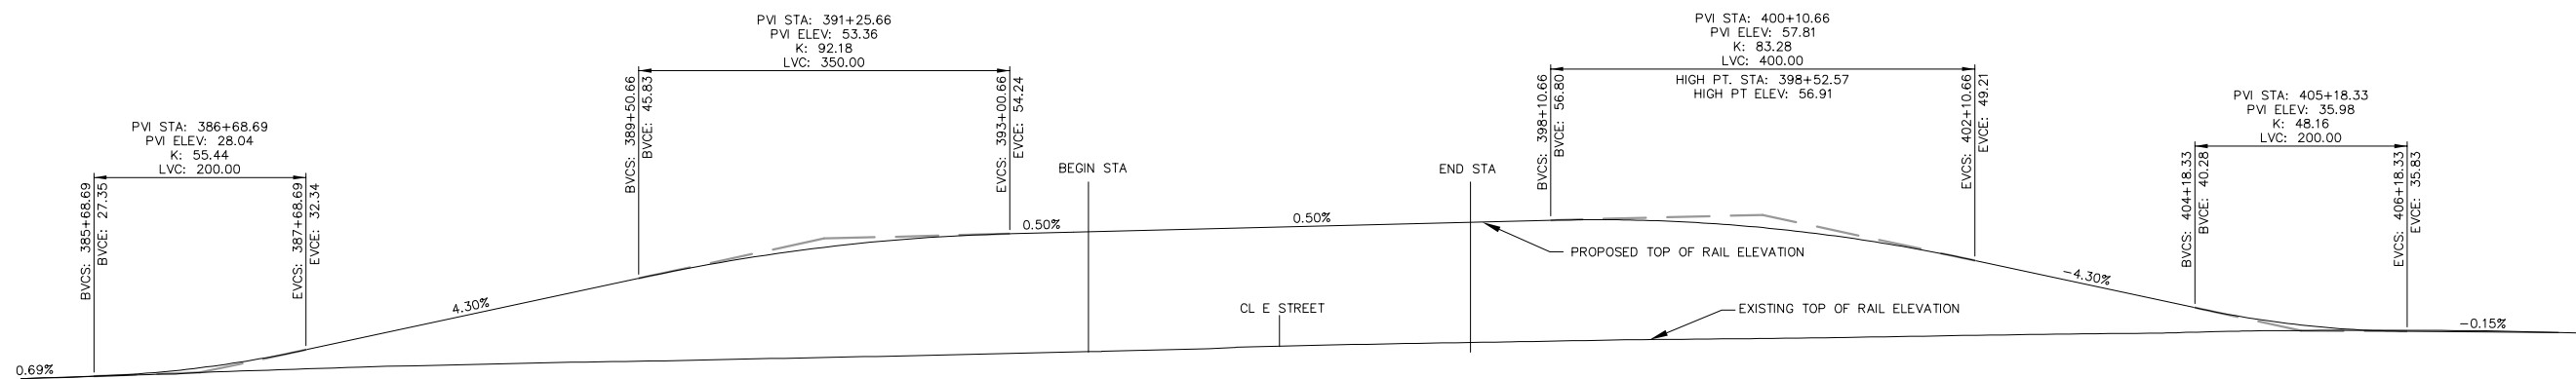 PVI STA: 386+68.69
PVI ELEV: 28.04
K: 55.44
LVC: 200.00
BVCS: 385+68.69
BVCE: 27.35
EVCS: 387+68.69
EVCE: 32.34
0.69%
4.30%
PVI STA: 391+25.66
PVI ELEV: 53.36
K: 92.18
LVC: 350.00
BVCS: 389+50.66
BVCE: 45.83
EVCS: 393+00.66
EVCE: 54.24
0.50%
BEGIN STA
0.50%
CL E STREET
END STA
PROPOSED TOP OF RAIL ELEVATION
EXISTING TOP OF RAIL ELEVATION
PVI STA: 400+10.66
PVI ELEV: 57.81
K: 83.28
LVC: 400.00
HIGH PT. STA: 398+52.57
HIGH PT ELEV: 56.91
BVCS: 398+10.66
BVCE: 56.80
EVCS: 402+10.66
EVCE: 49.21
-4.30%
PVI STA: 405+18.33
PVI ELEV: 35.98
K: 48.16
LVC: 200.00
BVCS: 404+18.33
BVCE: 40.28
EVCS: 406+18.33
EVCE: 35.83
-0.15%